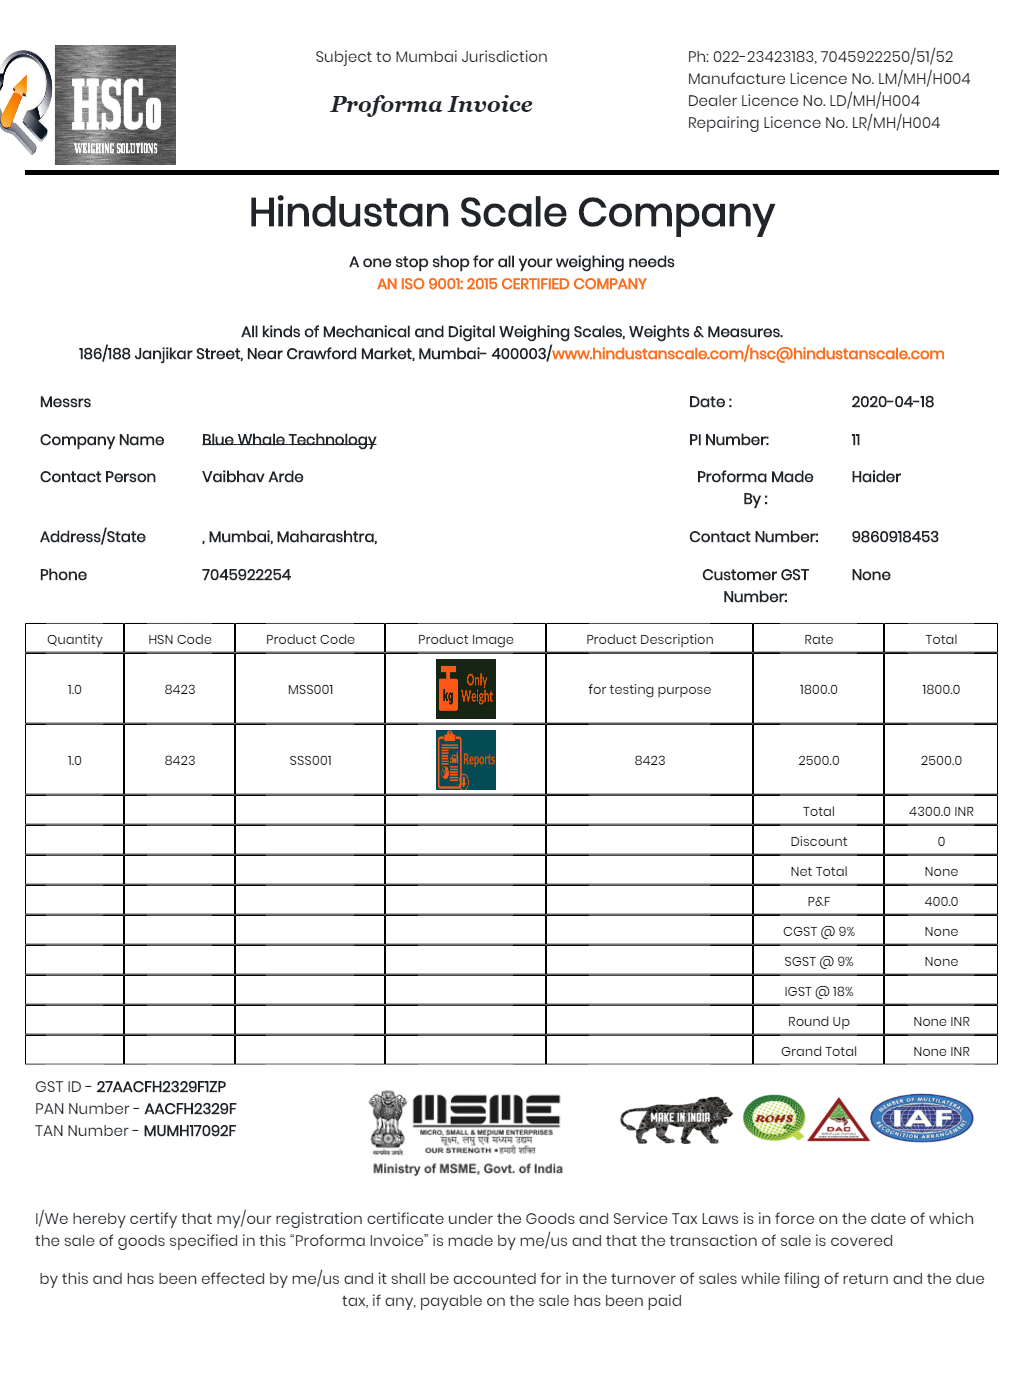 HSCo
WEIGHING SOLUTIONS
Subject to Mumbai Jurisdiction
Proforma Invoice
Ph: 022-23423183, 7045922250/51/52
Manufacture Licence No. LM/MH/H004
Dealer Licence No. LD/MH/H004
Repairing Licence No. LR/MH/H004
Hindustan Scale Company
A one stop shop for all your weighing needs
AN ISO 9001: 2015 CERTIFIED COMPANY
All kinds of Mechanical and Digital Weighing Scales, Weights & Measures.
186/188 Janjikar Street, Near Crawford Market, Mumbai- 400003/www.hindustanscale.com/hsc@hindustanscale.com
Messrs Date : 2020-04-18
Company Name Blue Whale Technology PI Number: 11
Contact Person Vaibhav Arde Proforma Made By : Haider
Address/State , Mumbai, Maharashtra, Contact Number: 9860918453
Phone 7045922254 Customer GST Number: None
Quantity HSN Code Product Code Product Image Product Description Rate Total
1.0 8423 MSS001 kg Only Weight for testing purpose 1800.0 1800.0
1.0 8423 SSS001 Reports 8423 2500.0 2500.0
Total 4300.0 INR
Discount 0
Net Total None
P&F 400.0
CGST @ 9% None
SGST @ 9% None
IGST @ 18%
Round Up None INR
Grand Total None INR
GST ID - 27AACFH2329F1ZP
PAN Number - AACFH2329F
TAN Number - MUMH17092F
सत्यमेव जयते
MSME
MICRO, SMALL & MEDIUM ENTERPRISES
सूक्ष्म, लघु एवं मध्यम उद्यम
OUR STRENGTH • हमारी शक्ति
Ministry of MSME, Govt. of India
MAKE IN INDIA
ROHS
DAC
MEMBER OF MULTILATERAL
IAF
RECOGNITION ARRANGEMENT
I/We hereby certify that my/our registration certificate under the Goods and Service Tax Laws is in force on the date of which
the sale of goods specified in this “Proforma Invoice” is made by me/us and that the transaction of sale is covered
by this and has been effected by me/us and it shall be accounted for in the turnover of sales while filing of return and the due
tax, if any, payable on the sale has been paid